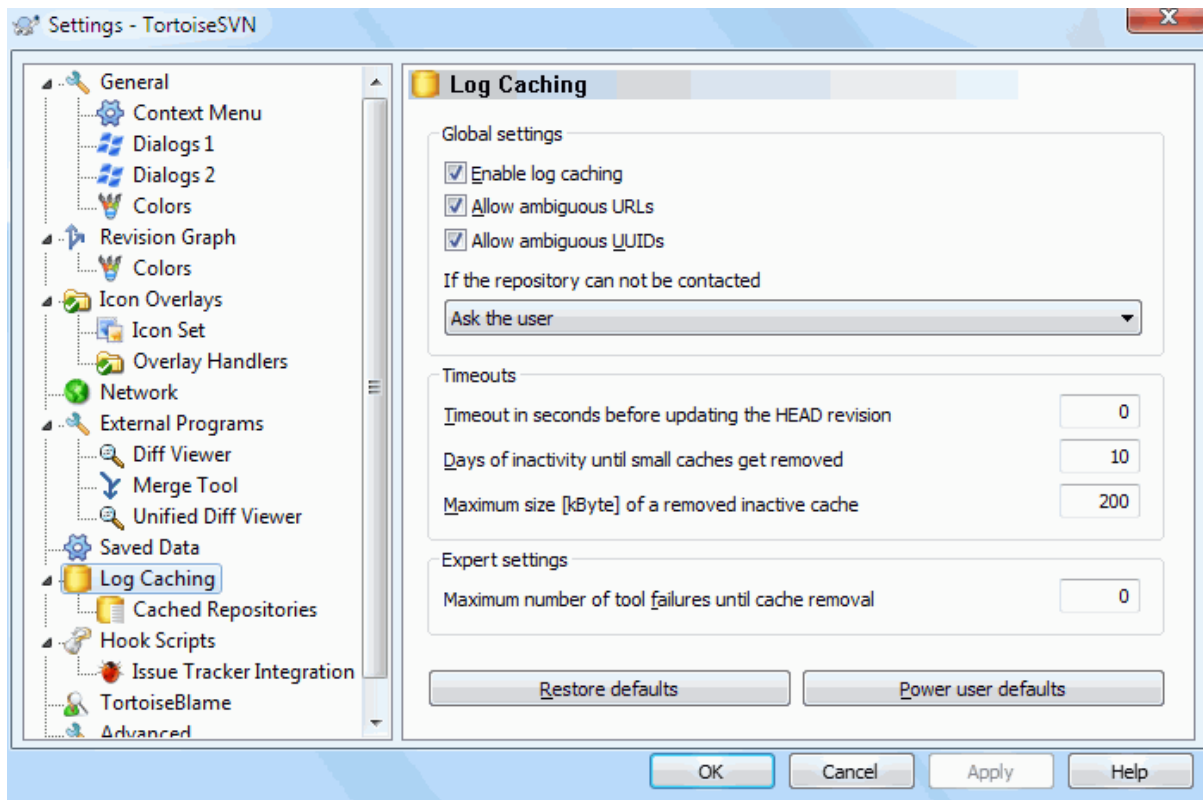 Settings - TortoiseSVN
General
Context Menu
Dialogs 1
Dialogs 2
Colors
Revision Graph
Colors
Icon Overlays
Icon Set
Overlay Handlers
Network
External Programs
Diff Viewer
Merge Tool
Unified Diff Viewer
Saved Data
Log Caching
Cached Repositories
Hook Scripts
Issue Tracker Integration
TortoiseBlame
Advanced
Log Caching
Global settings
Enable log caching
Allow ambiguous URLs
Allow ambiguous UUIDs
If the repository can not be contacted
Ask the user
Timeouts
Timeout in seconds before updating the HEAD revision 0
Days of inactivity until small caches get removed 10
Maximum size [kByte] of a removed inactive cache 200
Expert settings
Maximum number of tool failures until cache removal 0
Restore defaults Power user defaults
OK Cancel Apply Help